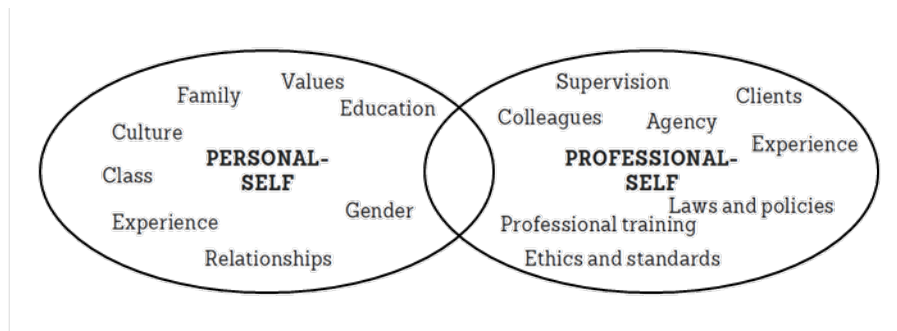 Values
Family
Education
Culture
PERSONAL-
SELF
Class
Gender
Experience
Relationships
Supervision
Clients
Colleagues
Agency
Experience
PROFESSIONAL-
SELF
Laws and policies
Professional training
Ethics and standards